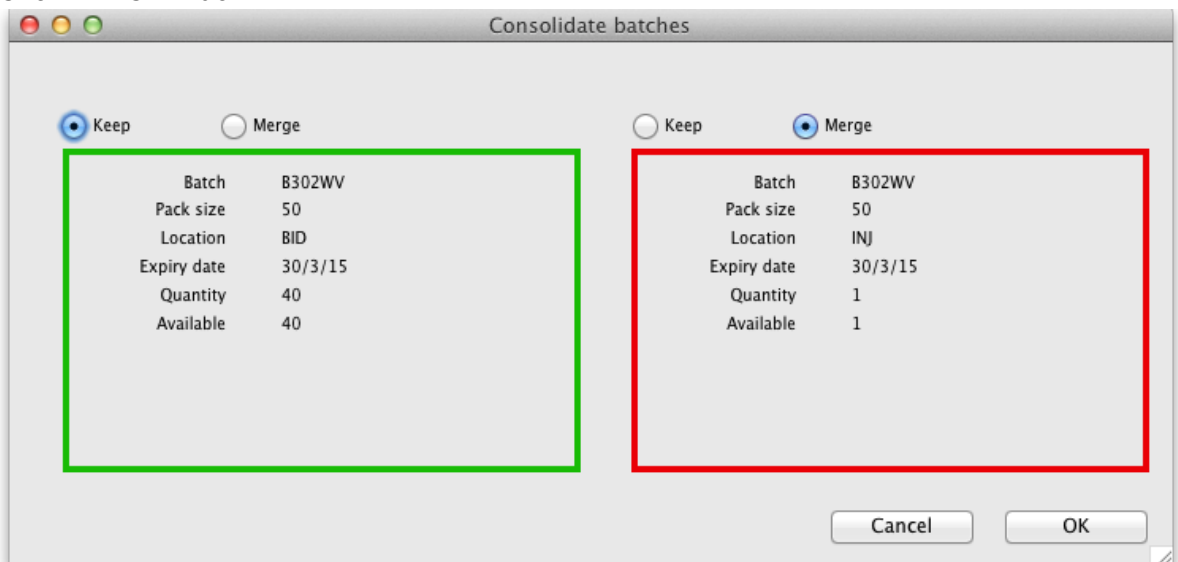 Consolidate batches
Keep Merge
Batch B302WV
Pack size 50
Location BID
Expiry date 30/3/15
Quantity 40
Available 40
Keep Merge
Batch B302WV
Pack size 50
Location INJ
Expiry date 30/3/15
Quantity 1
Available 1
Cancel OK